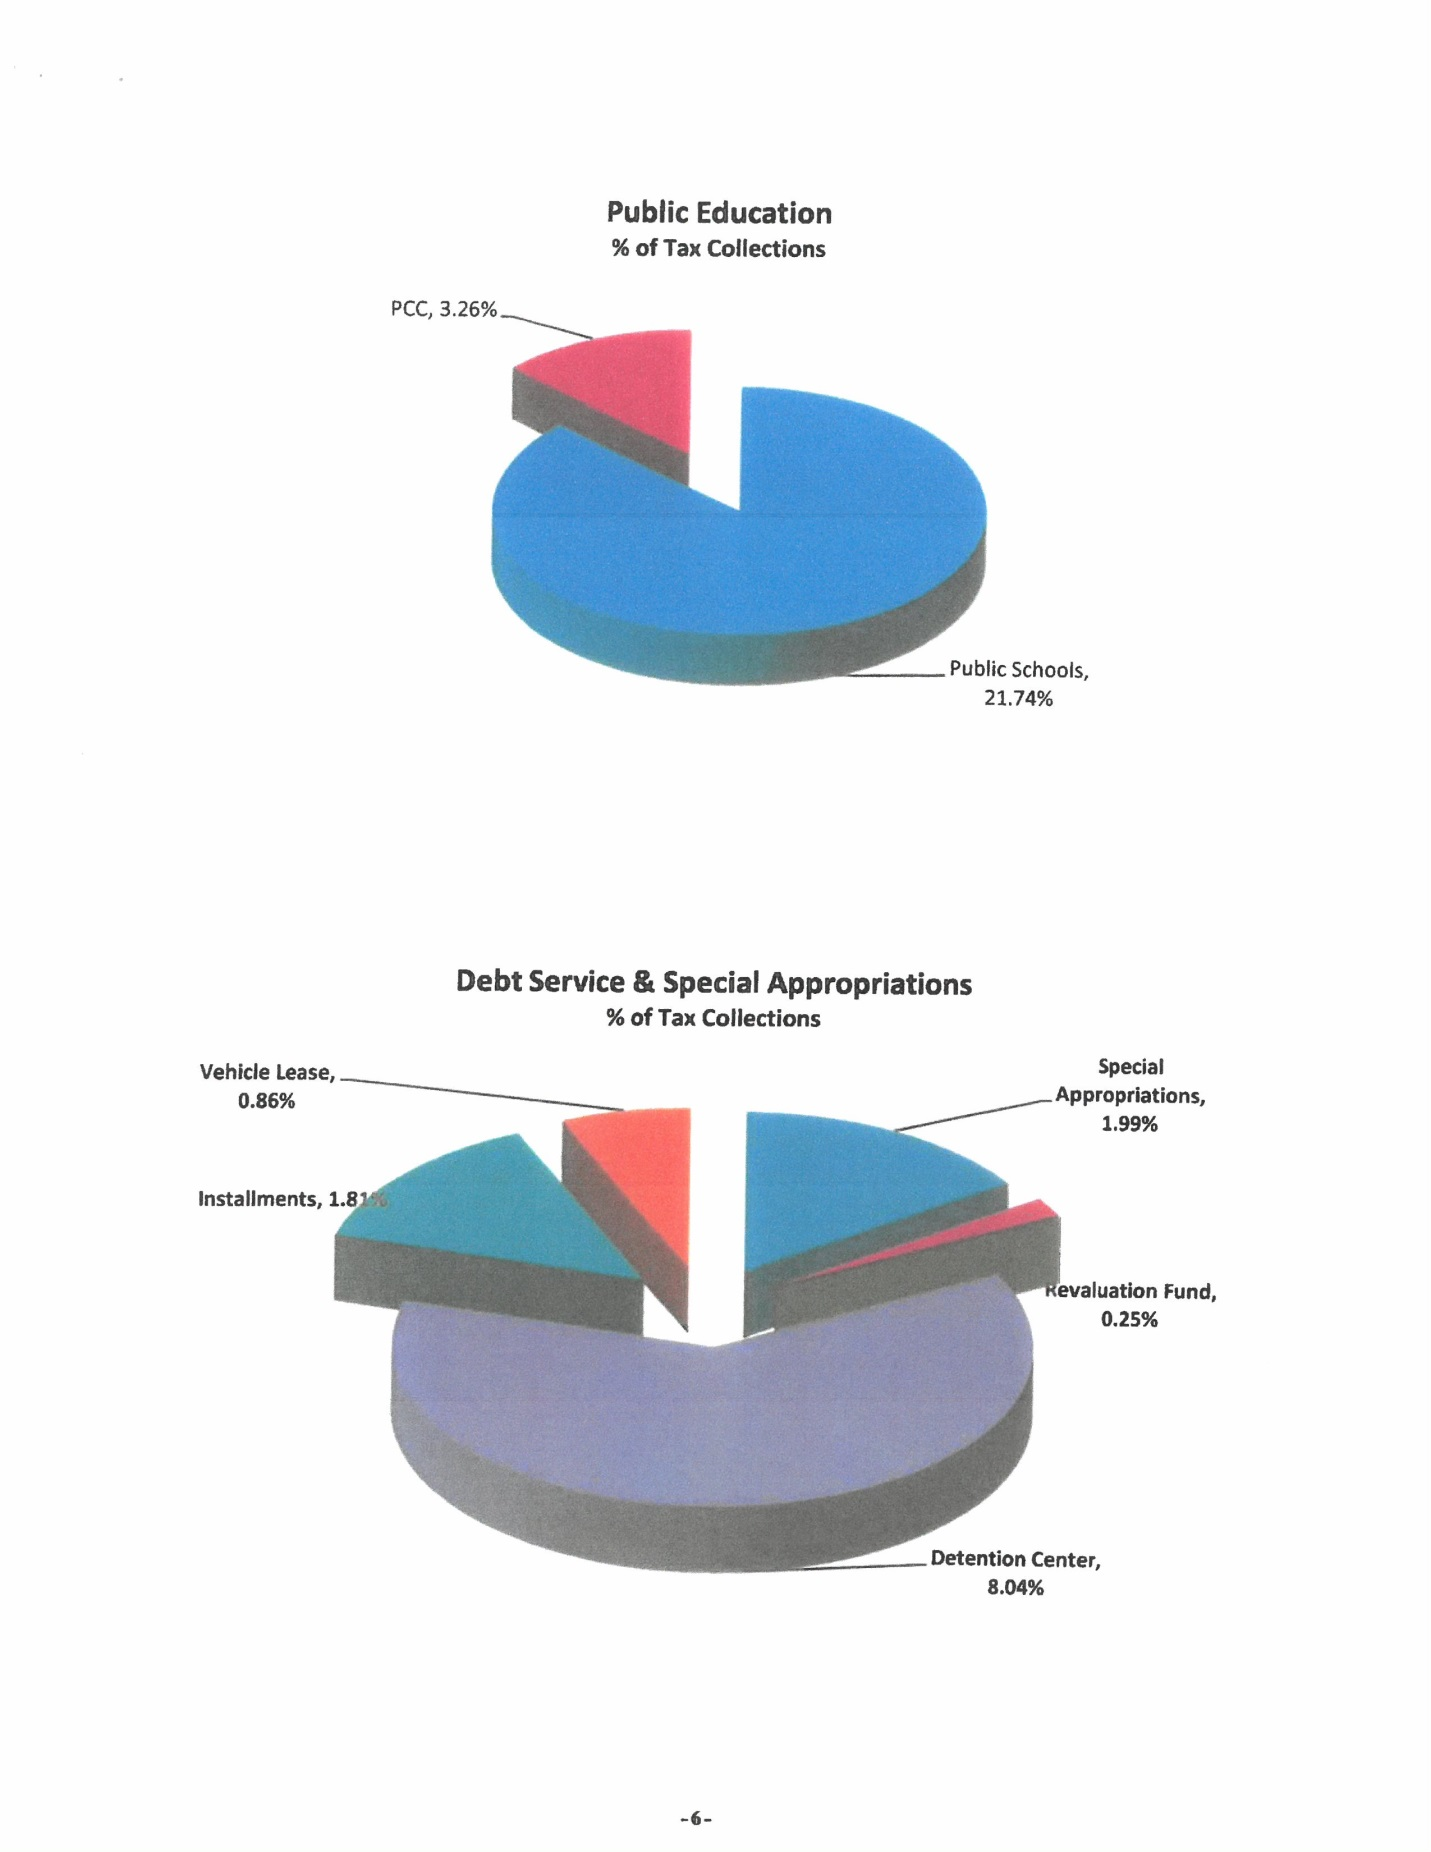 Public Education
% of Tax Collections
PCC, 3.26%
Public Schools,
21.74%
Debt Service & Special Appropriations
% of Tax Collections
Vehicle Lease,
0.86%
Special
Appropriations,
1.99%
Installments, 1.81%
Revaluation Fund,
0.25%
Detention Center,
8.04%
-6-